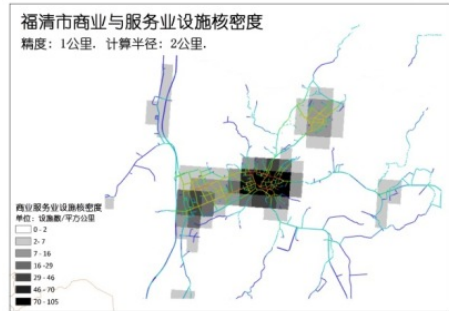 福清市商业与服务业设施核密度
精度：1公里．计算半径：2公里．
商业服务业设施核密度
单位：设施数/平方公里
0 - 2
2- 7
7 - 16
16 -29
29 - 46
46 -70
70 - 105